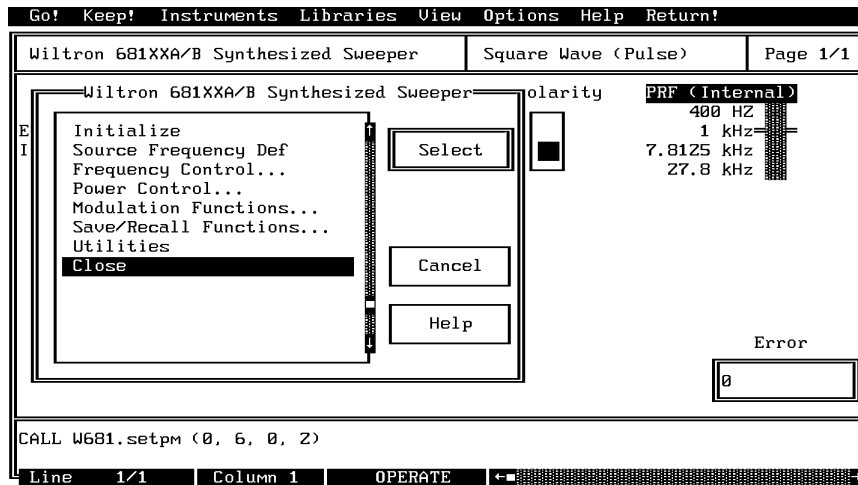 Go! Keep! Instruments Libraries View Options Help Return!
Wiltron 681XXA/B Synthesized Sweeper
Square Wave (Pulse)
Page 1/1
Wiltron 681XXA/B Synthesized Sweeper
olarity
PRF (Internal)
400 HZ
1 kHz
7.8125 kHz
27.8 kHz
E
I
Initialize
Source Frequency Def
Frequency Control...
Power Control...
Modulation Functions...
Save/Recall Functions...
Utilities
Close
Select
Cancel
Help
Error
0
CALL W681.setpm (0, 6, 0, 2)
Line 1/1 Column 1 OPERATE